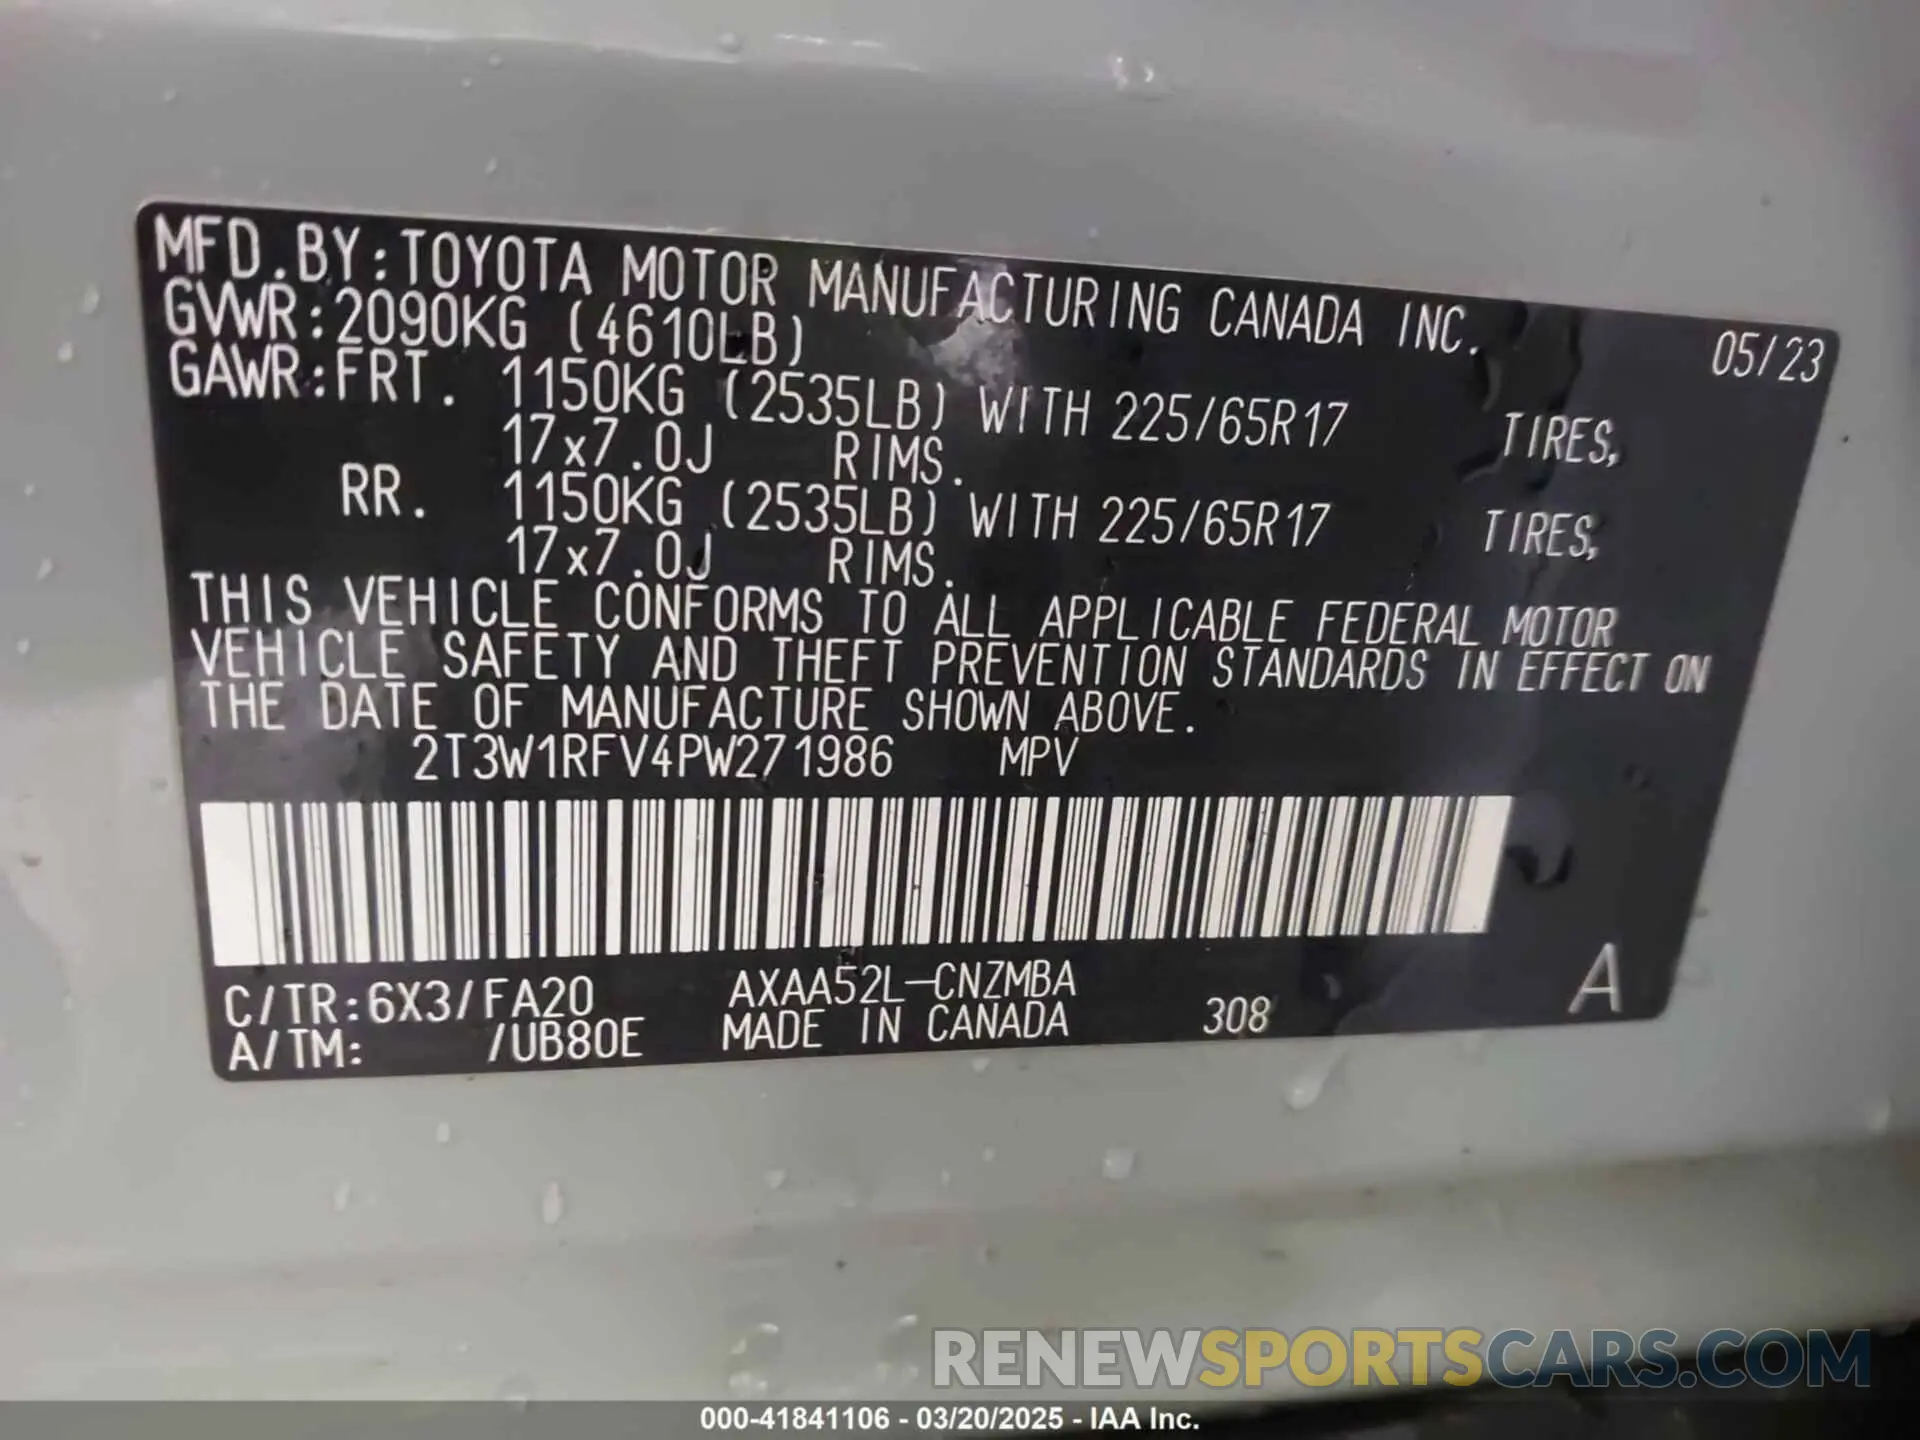 MFD.BY:TOYOTA MOTOR MANUFACTURING CANADA INC. 05/23
GVWR:2090KG (4610LB)
GAWR:FRT. 1150KG (2535LB) WITH 225/65R17 TIRES,
17x7.0J RIMS.
RR. 1150KG (2535LB) WITH 225/65R17 TIRES,
17x7.0J RIMS.
THIS VEHICLE CONFORMS TO ALL APPLICABLE FEDERAL MOTOR
VEHICLE SAFETY AND THEFT PREVENTION STANDARDS IN EFFECT ON
THE DATE OF MANUFACTURE SHOWN ABOVE.
2T3W1RFV4PW271986 MPV
C/TR:6X3/FA20 AXAA52L-CNZMBA
A/TM: /UB80E MADE IN CANADA 308 A
RENEWSPORTSCARS.COM
000-41841106 - 03/20/2025 - IAA Inc.